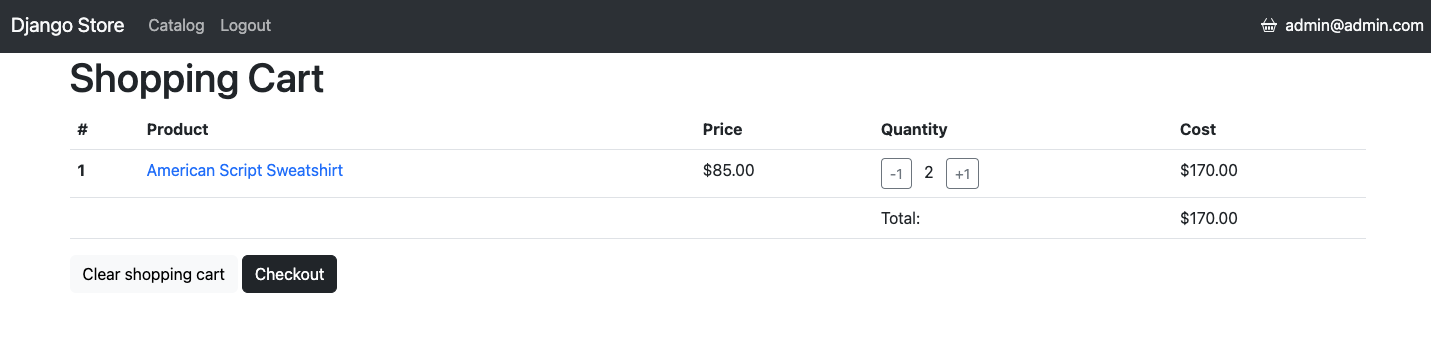 Django Store Catalog Logout admin@admin.com
Shopping Cart
# Product Price Quantity Cost
1 American Script Sweatshirt $85.00 -1 2 +1 $170.00
Total: $170.00
Clear shopping cart Checkout